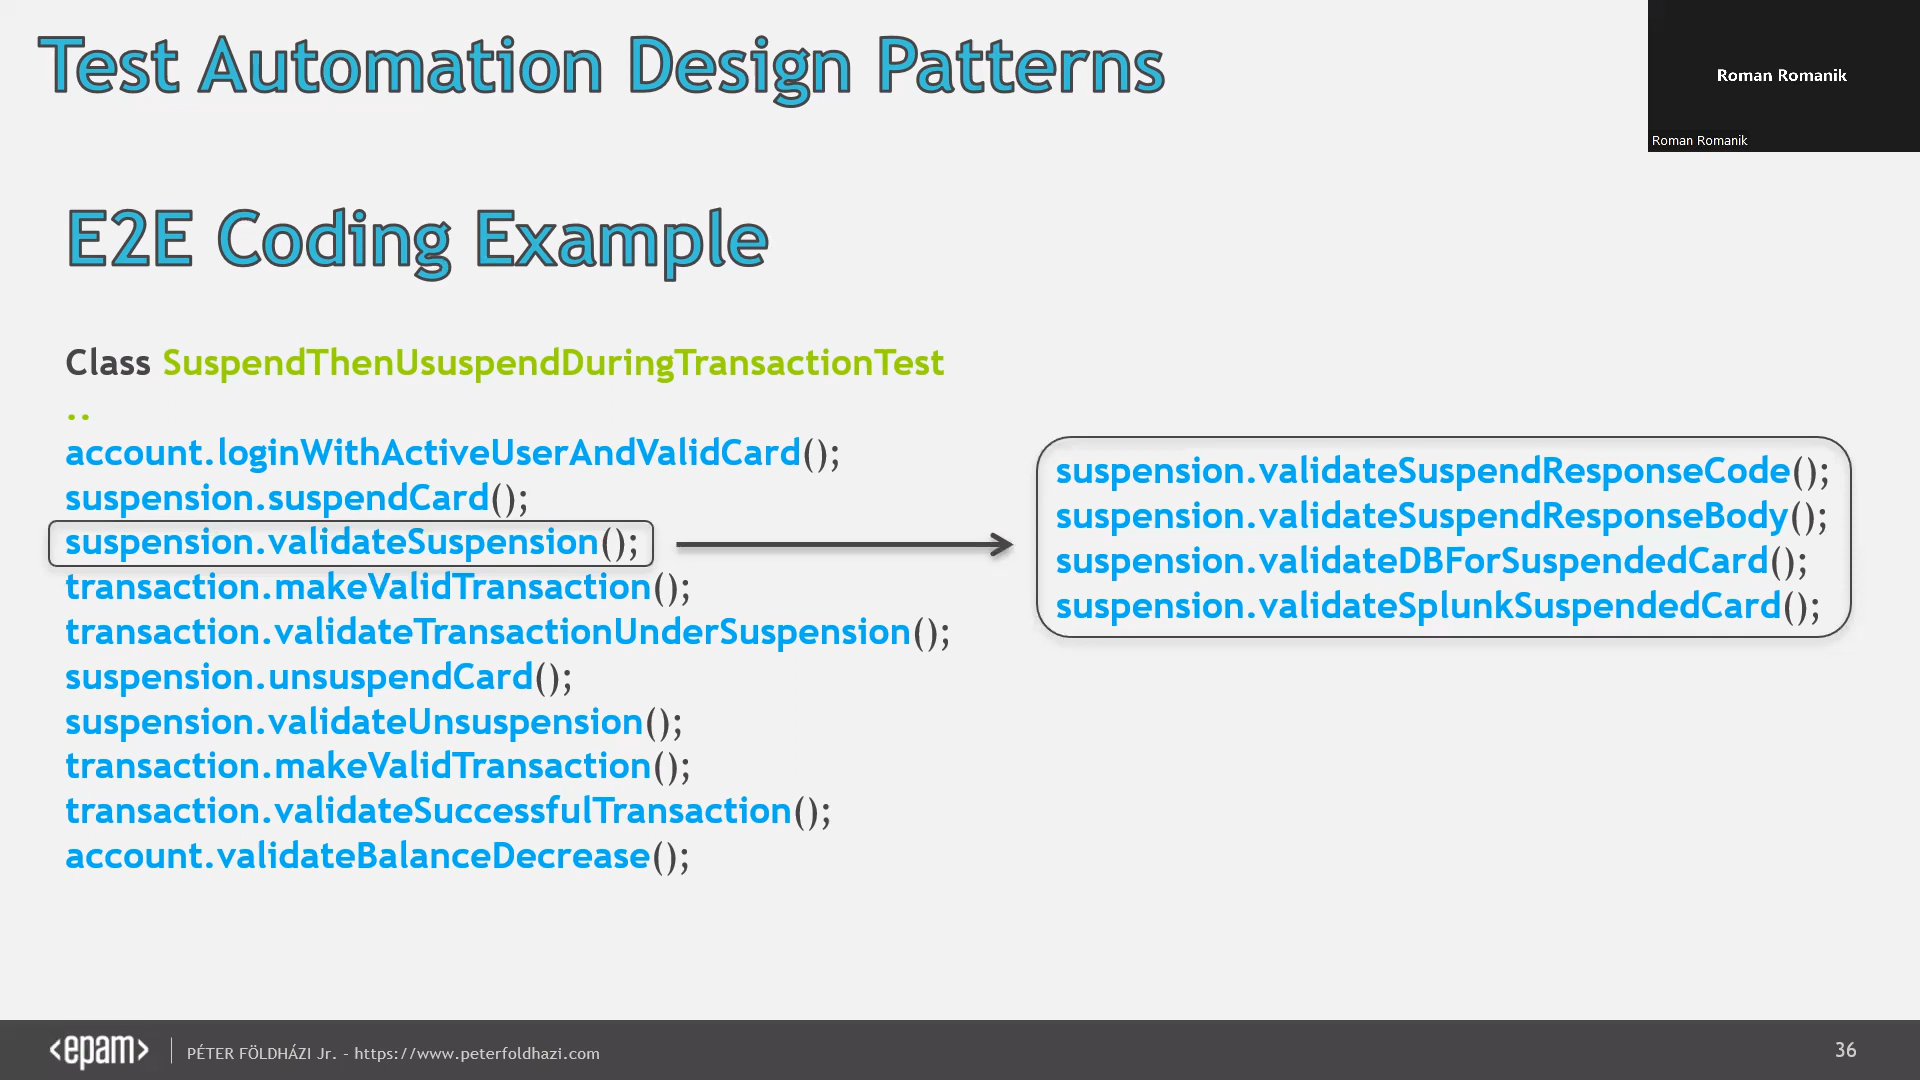 Test Automation Design Patterns
Roman Romanik
Roman Romanik
E2E Coding Example
Class SuspendThenUsuspendDuringTransactionTest
..
account.loginWithActiveUserAndValidCard();
suspension.suspendCard();
suspension.validateSuspension();
transaction.makeValidTransaction();
transaction.validateTransactionUnderSuspension();
suspension.unsuspendCard();
suspension.validateUnsuspension();
transaction.makeValidTransaction();
transaction.validateSuccessfulTransaction();
account.validateBalanceDecrease();
suspension.validateSuspendResponseCode();
suspension.validateSuspendResponseBody();
suspension.validateDBForSuspendedCard();
suspension.validateSplunkSuspendedCard();
<epam> | PÉTER FÖLDHÁZI Jr. - https://www.peterfoldhazi.com
36